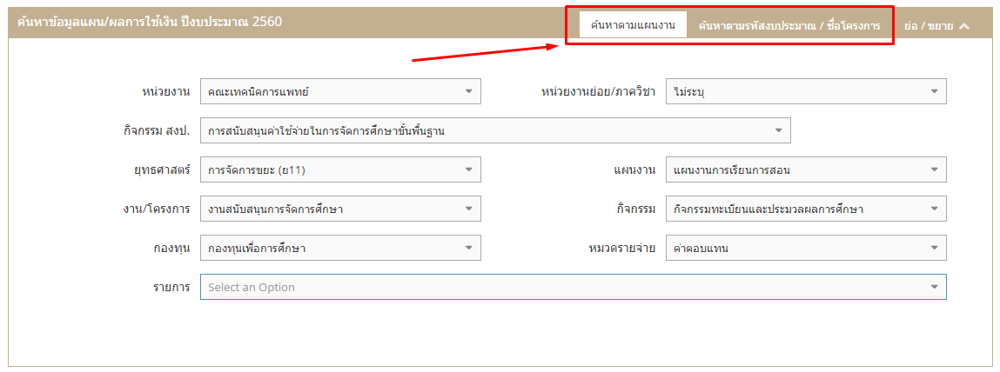 ค้นหาข้อมูลแผน/ผลการใช้เงิน ปีงบประมาณ 2560 ค้นหาตามแผนงาน ค้นหาตามรหัสงบประมาณ / ชื่อโครงการ ย่อ / ขยาย
หน่วยงาน คณะเทคนิคการแพทย์ หน่วยงานย่อย/ภาควิชา ไม่ระบุ
กิจกรรม สงป. การสนับสนุนค่าใช้จ่ายในการจัดการศึกษาขั้นพื้นฐาน
ยุทธศาสตร์ การจัดการขยะ (ย11) แผนงาน แผนงานการเรียนการสอน
งาน/โครงการ งานสนับสนุนการจัดการศึกษา กิจกรรม กิจกรรมทะเบียนและประมวลผลการศึกษา
กองทุน กองทุนเพื่อการศึกษา หมวดรายจ่าย ค่าตอบแทน
รายการ Select an Option